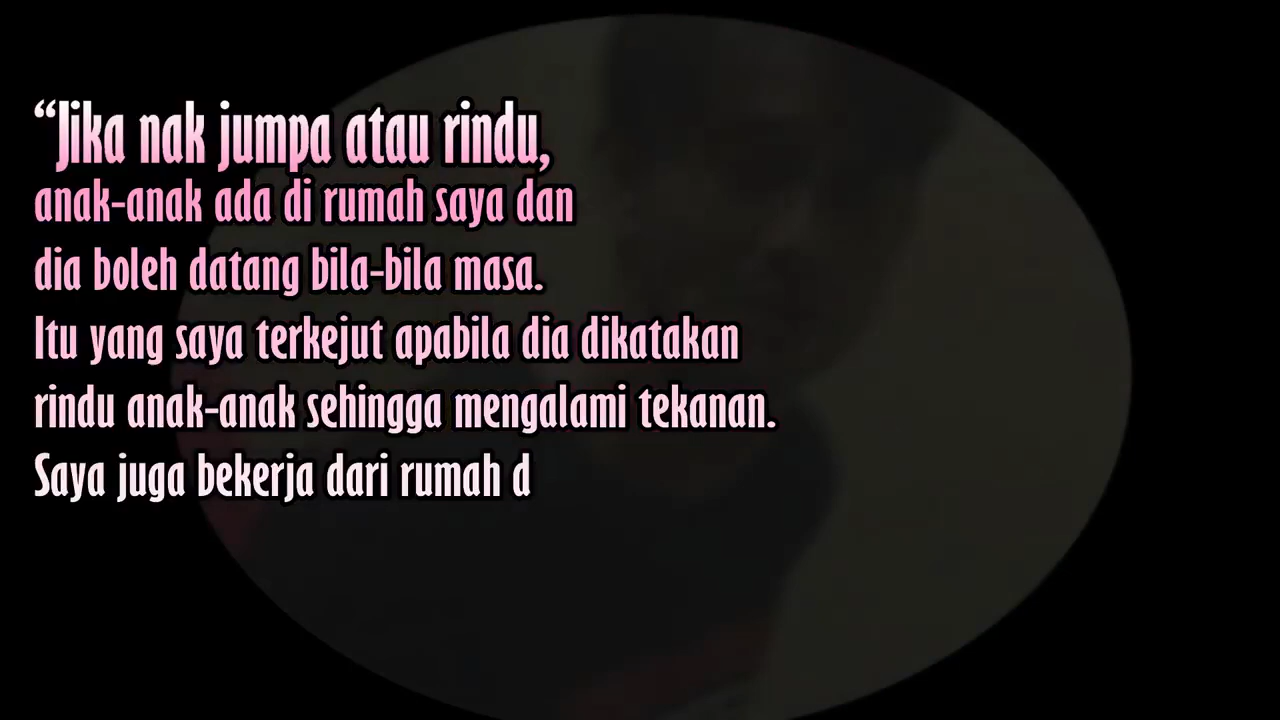 “Jika nak jumpa atau rindu,
anak-anak ada di rumah saya dan
dia boleh datang bila-bila masa.
Itu yang saya terkejut apabila dia dikatakan
rindu anak-anak sehingga mengalami tekanan.
Saya juga bekerja dari rumah d